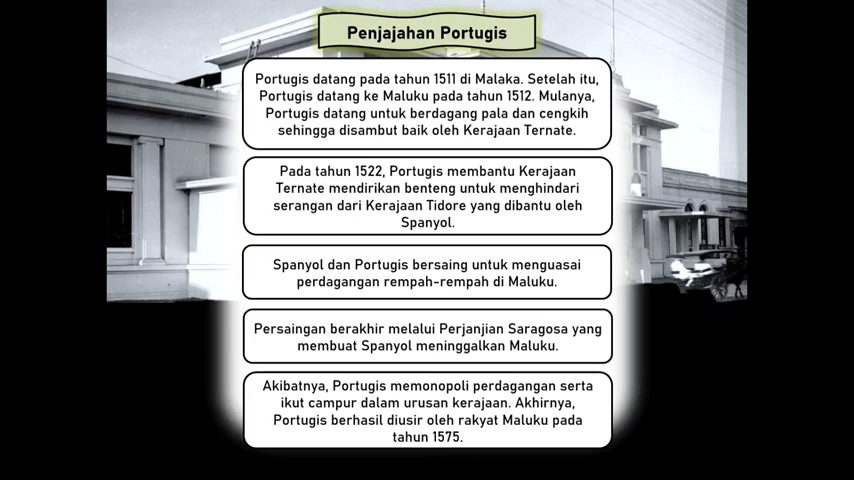 Penjajahan Portugis
Portugis datang pada tahun 1511 di Malaka. Setelah itu,
Portugis datang ke Maluku pada tahun 1512. Mulanya,
Portugis datang untuk berdagang pala dan cengkih
sehingga disambut baik oleh Kerajaan Ternate.
Pada tahun 1522, Portugis membantu Kerajaan
Ternate mendirikan benteng untuk menghindari
serangan dari Kerajaan Tidore yang dibantu oleh
Spanyol.
Spanyol dan Portugis bersaing untuk menguasai
perdagangan rempah-rempah di Maluku.
Persaingan berakhir melalui Perjanjian Saragosa yang
membuat Spanyol meninggalkan Maluku.
Akibatnya, Portugis memonopoli perdagangan serta
ikut campur dalam urusan kerajaan. Akhirnya,
Portugis berhasil diusir oleh rakyat Maluku pada
tahun 1575.